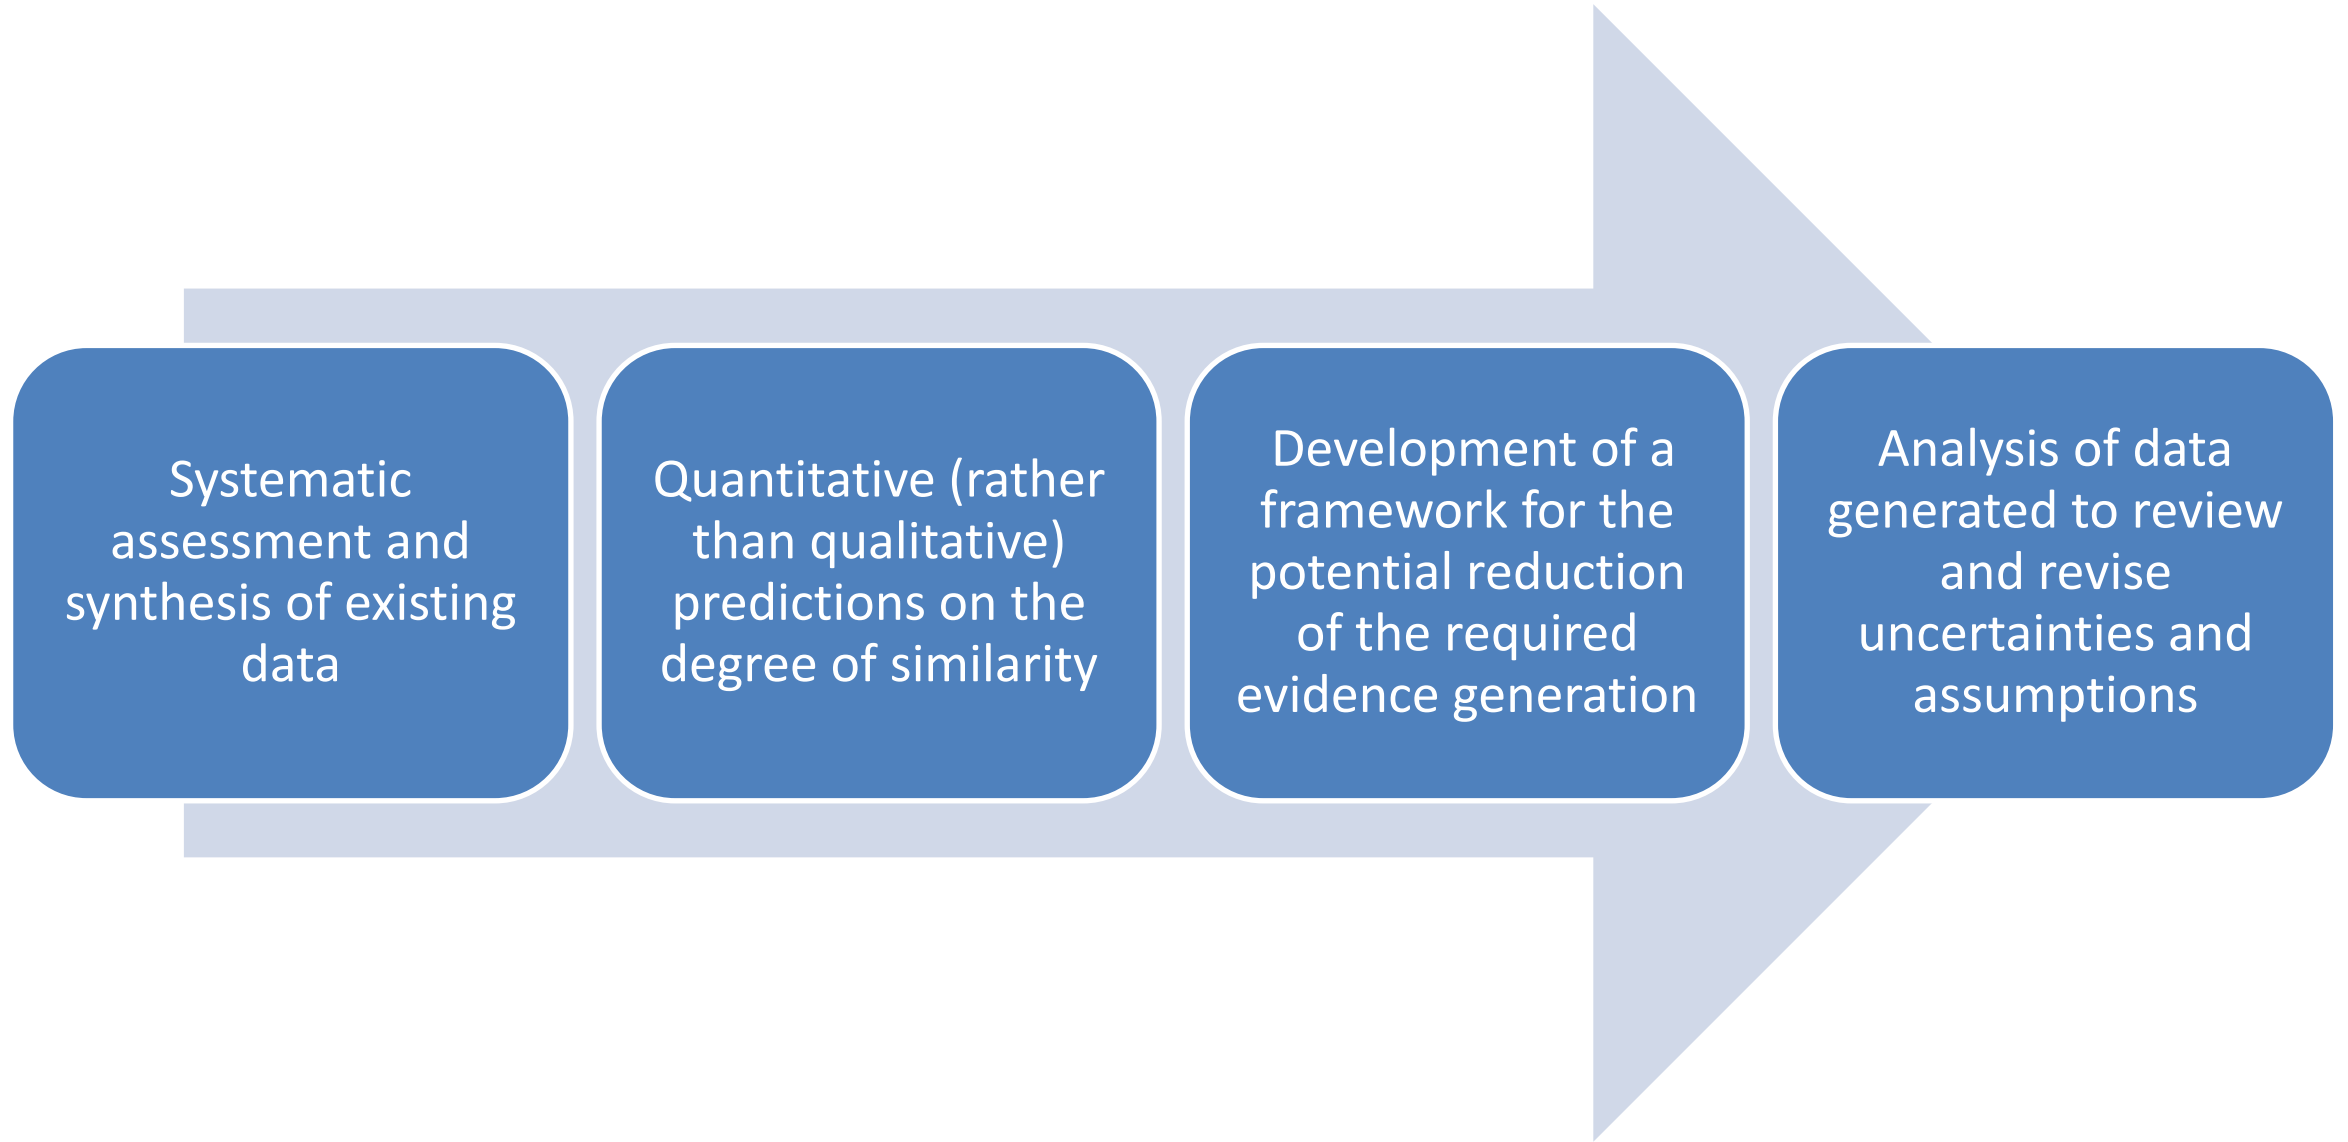 Systematic
assessment and
synthesis of existing
data
Quantitative (rather
than qualitative)
predictions on the
degree of similarity
Development of a
framework for the
potential reduction
of the required
evidence generation
Analysis of data
generated to review
and revise
uncertainties and
assumptions